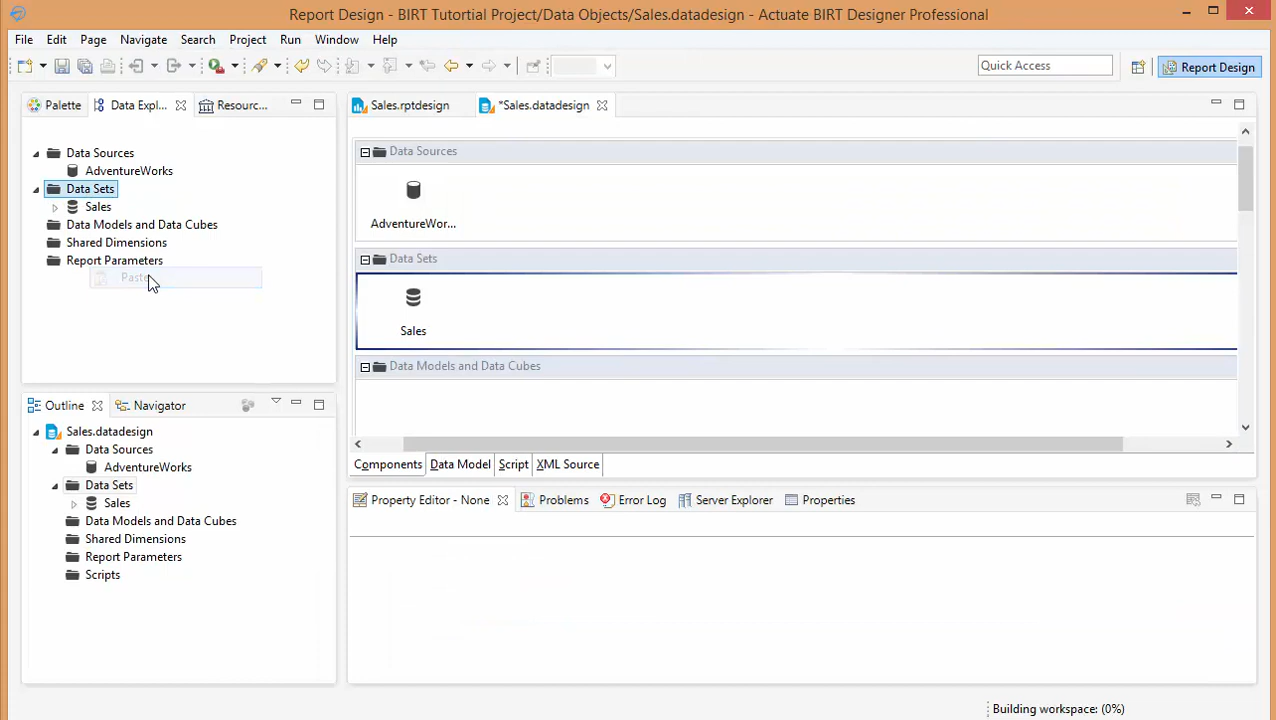 Report Design - BIRT Tutortial Project/Data Objects/Sales.datadesign - Actuate BIRT Designer Professional
File Edit Page Navigate Search Project Run Window Help
Quick Access
Report Design
Palette
Data Expl...
Resourc...
Data Sources
AdventureWorks
Data Sets
Sales
Data Models and Data Cubes
Shared Dimensions
Report Parameters
Paste
Outline
Navigator
Sales.datadesign
Data Sources
AdventureWorks
Data Sets
Sales
Data Models and Data Cubes
Shared Dimensions
Report Parameters
Scripts
Sales.rptdesign
*Sales.datadesign
Data Sources
AdventureWor...
Data Sets
Sales
Data Models and Data Cubes
Components Data Model Script XML Source
Property Editor - None
Problems
Error Log
Server Explorer
Properties
Building workspace: (0%)